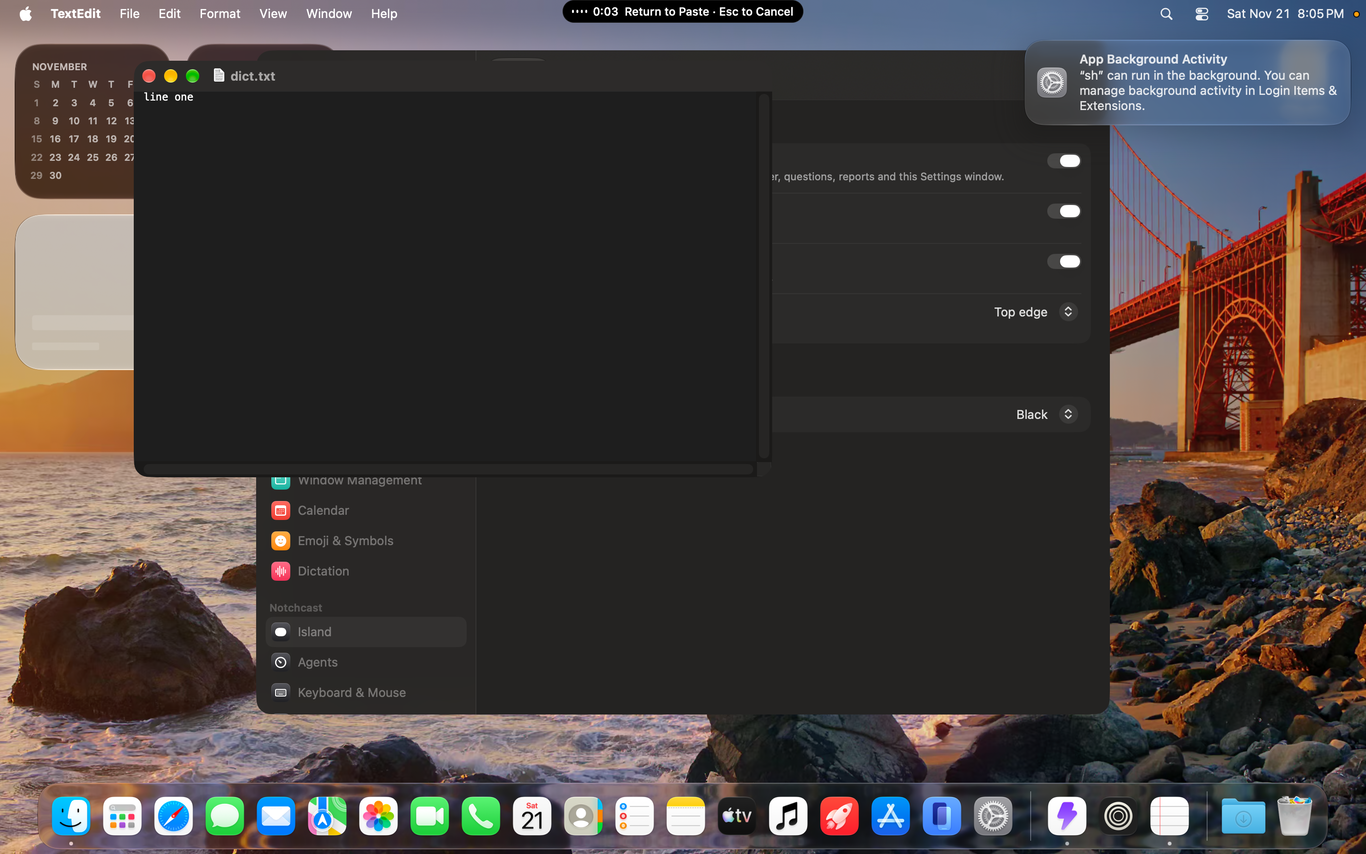 TextEdit File Edit Format View Window Help
0:03 Return to Paste · Esc to Cancel
Sat Nov 21 8:05 PM
NOVEMBER
S M T W T F
1 2 3 4 5 6
8 9 10 11 12 13
15 16 17 18 19 20
22 23 24 25 26 27
29 30
dict.txt
line one
App Background Activity
“sh” can run in the background. You can
manage background activity in Login Items &
Extensions.
questions, reports and this Settings window.
Top edge
Black
Window Management
Calendar
Emoji & Symbols
Dictation
Notchcast
Island
Agents
Keyboard & Mouse
Sat
21
tv